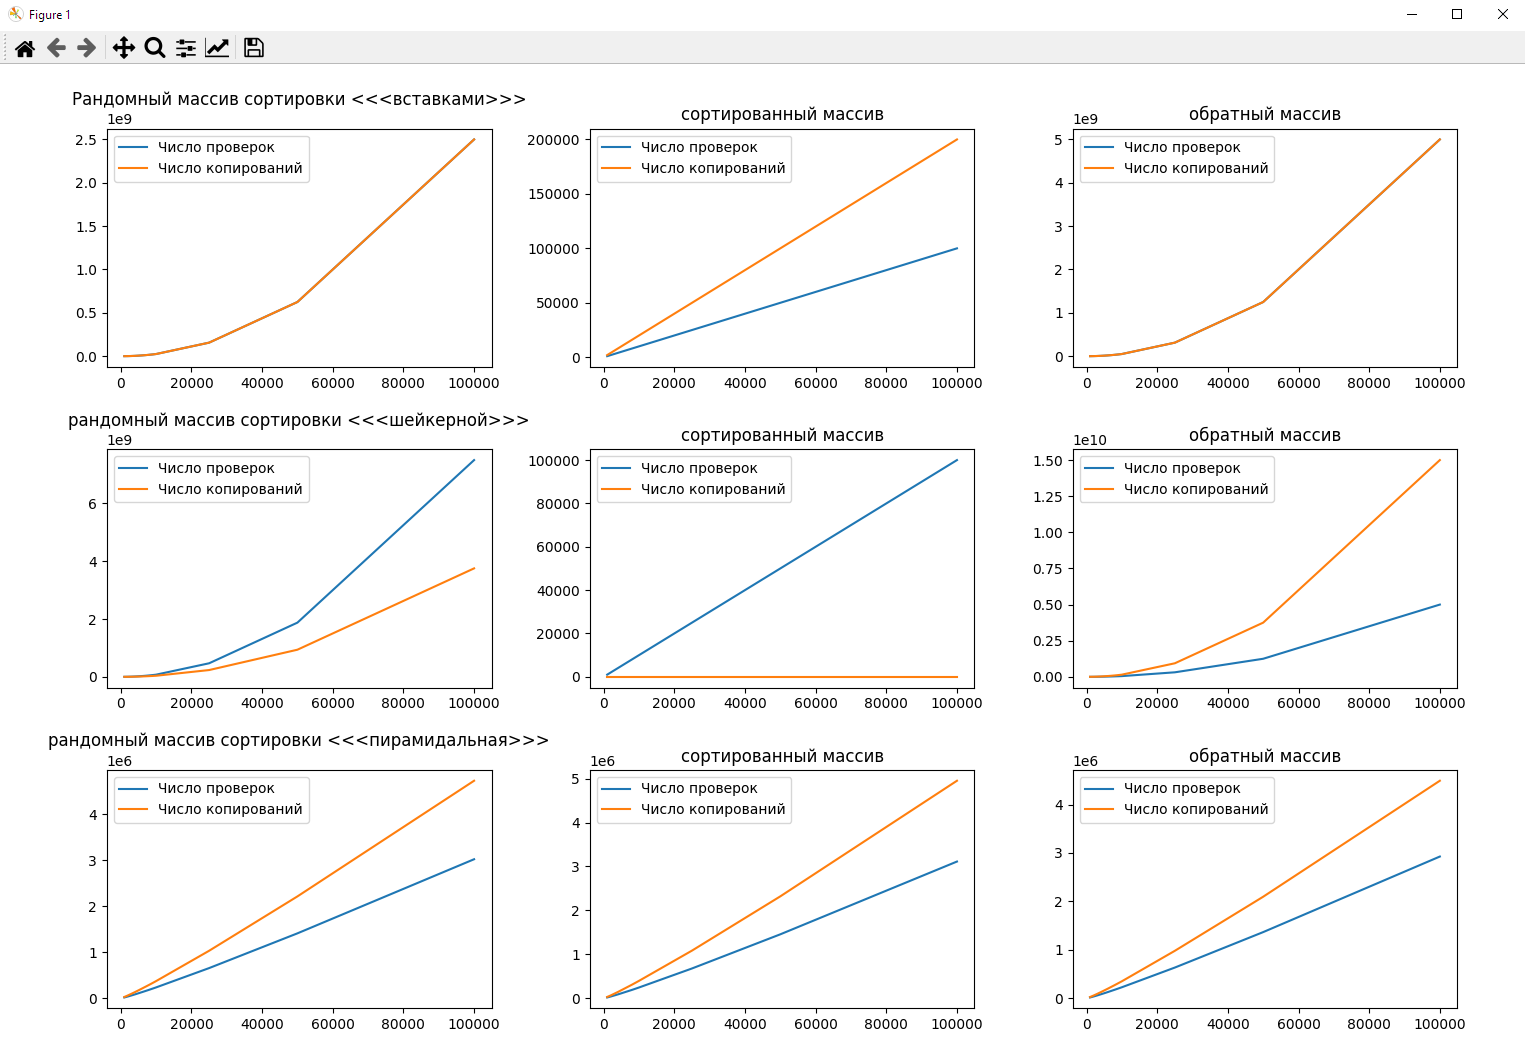 Figure 1
Рандомный массив сортировки <<<вставками>>>
1e9
2.5
2.0
1.5
1.0
0.5
0.0
Число проверок
Число копирований
0 20000 40000 60000 80000 100000
сортированный массив
200000
150000
100000
50000
0
Число проверок
Число копирований
0 20000 40000 60000 80000 100000
обратный массив
1e9
5
4
3
2
1
0
Число проверок
Число копирований
0 20000 40000 60000 80000 100000
рандомный массив сортировки <<<шейкерной>>>
1e9
6
4
2
0
Число проверок
Число копирований
0 20000 40000 60000 80000 100000
сортированный массив
100000
80000
60000
40000
20000
0
Число проверок
Число копирований
0 20000 40000 60000 80000 100000
обратный массив
1e10
1.50
1.25
1.00
0.75
0.50
0.25
0.00
Число проверок
Число копирований
0 20000 40000 60000 80000 100000
рандомный массив сортировки <<<пирамидальная>>>
1e6
4
3
2
1
0
Число проверок
Число копирований
0 20000 40000 60000 80000 100000
сортированный массив
1e6
5
4
3
2
1
0
Число проверок
Число копирований
0 20000 40000 60000 80000 100000
обратный массив
1e6
4
3
2
1
0
Число проверок
Число копирований
0 20000 40000 60000 80000 100000